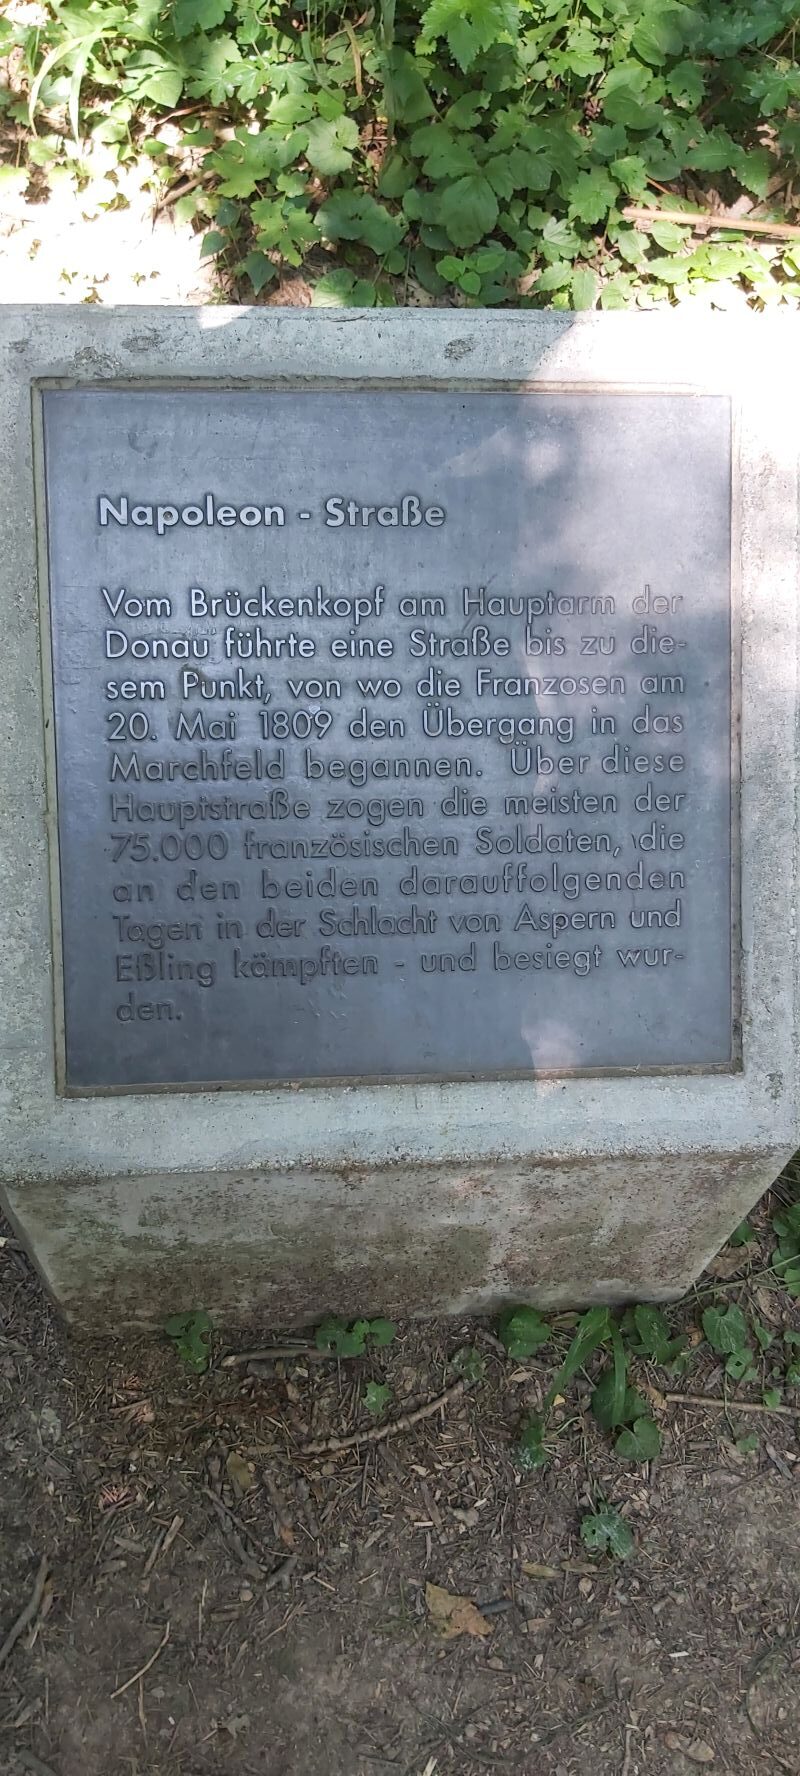 Napoleon - Straße
Vom Brückenkopf am Hauptarm der
Donau führte eine Straße bis zu die-
sem Punkt, von wo die Franzosen am
20. Mai 1809 den Übergang in das
Marchfeld begannen. Über diese
Hauptstraße zogen die meisten der
75.000 französischen Soldaten, die
an den beiden darauffolgenden
Tagen in der Schlacht von Aspern und
Eßling kämpften - und besiegt wur-
den.